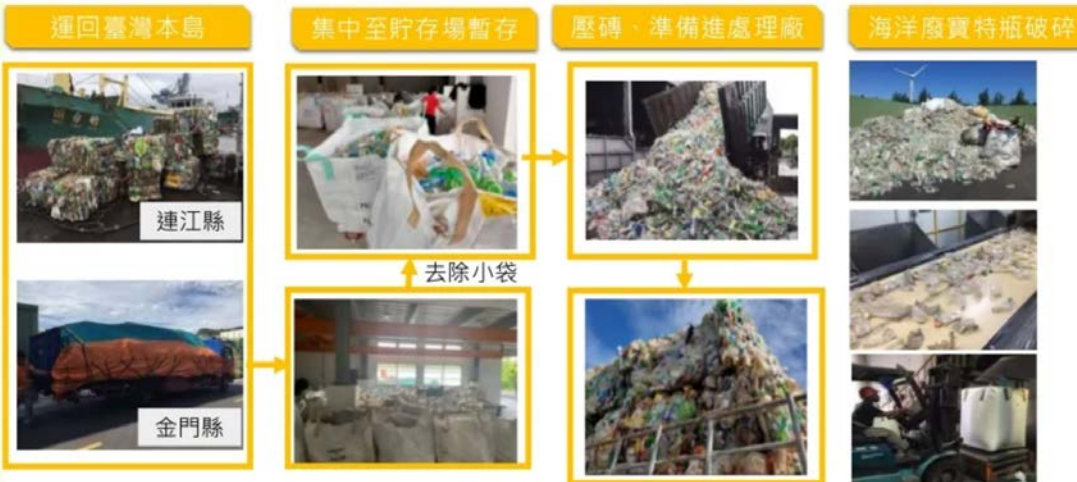 運回臺灣本島
集中至貯存場暫存
壓磚、準備進處理廠
海洋廢寶特瓶破碎
連江縣
去除小袋
金門縣